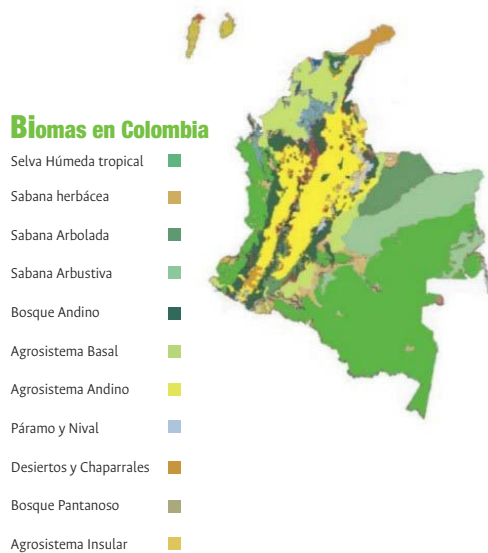 Biomas en Colombia
Selva Húmeda tropical
Sabana herbácea
Sabana Arbolada
Sabana Arbustiva
Bosque Andino
Agrosistema Basal
Agrosistema Andino
Páramo y Nival
Desiertos y Chaparrales
Bosque Pantanoso
Agrosistema Insular